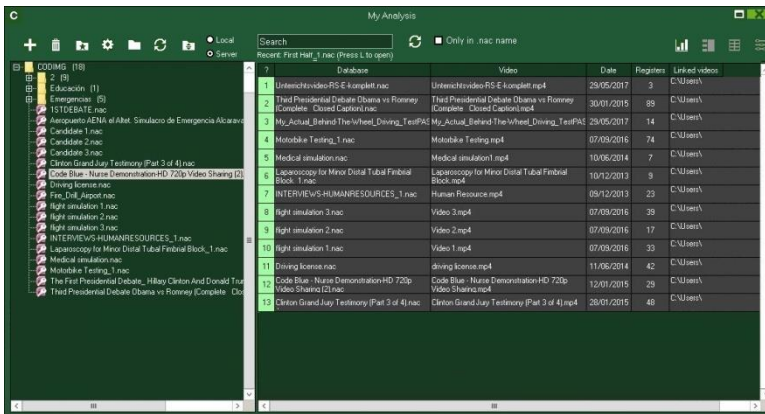 C
My Analysis
Local
Server
Search
Recent: First Half_1.nac (Press L to open)
Only in .nac name
CODIMG (18)
2 (9)
Educación (1)
Emergencias (5)
1STDEBATE.nac
Aeropuerto AENA el Altet. Simulacro de Emergencia Alcarava
Candidate 1.nac
Candidate 2.nac
Candidate 3.nac
Clinton Grand Jury Testimony (Part 3 of 4).nac
Code Blue - Nurse Demonstration-HD 720p Video Sharing (2)
Driving license.nac
Fire_Drill_Airport.nac
flight simulation 1.nac
flight simulation 2.nac
flight simulation 3.nac
INTERVIEWS-HUMANRESOURCES_1.nac
Laparoscopy for Minor Distal Tubal Fimbrial Block_1.nac
Medical simulation.nac
Motorbike Testing_1.nac
The First Presidential Debate_ Hillary Clinton And Donald Trum
Third Presidential Debate Obama vs Romney (Complete Clos
? Database Video Date Registers Linked videos
1 Unterrichtsvideo-RS-E-komplett.nac Unterrichtsvideo-RS-E-komplett.mp4 29/05/2017 3 C:\Users\
2 Third Presidential Debate Obama vs Romney Third Presidential Debate Obama vs Romney 30/01/2015 89 C:\Users\
(Complete Closed Caption).nac (Complete Closed Caption).mp4
3 My_Actual_Behind-The-Wheel_Driving_TestPAS My_Actual_Behind-The-Wheel_Driving_TestPAS 29/05/2017 14 C:\Users\
4 Motorbike Testing_1.nac Motorbike Testing.mp4 07/09/2016 74 C:\Users\
5 Medical simulation.nac Medical simulation1.mp4 10/06/2014 7 C:\Users\
6 Laparoscopy for Minor Distal Tubal Fimbrial Laparoscopy for Minor Distal Tubal Fimbrial 10/12/2013 9 C:\Users\
Block_1.nac Block.mp4
7 INTERVIEWS-HUMANRESOURCES_1.nac Human Resource.mp4 09/12/2013 23 C:\Users\
8 flight simulation 3.nac Video 3.mp4 07/09/2016 39 C:\Users\
9 flight simulation 2.nac Video 2.mp4 07/09/2016 17 C:\Users\
10 flight simulation 1.nac Video 1.mp4 07/09/2016 33 C:\Users\
11 Driving license.nac driving license.mp4 11/06/2014 42 C:\Users\
12 Code Blue - Nurse Demonstration-HD 720p Code Blue - Nurse Demonstration-HD 720p 12/01/2015 29 C:\Users\
Video Sharing (2).nac Video Sharing.mp4
13 Clinton Grand Jury Testimony (Part 3 of 4).nac Clinton Grand Jury Testimony (Part 3 of 4).mp4 28/01/2015 48 C:\Users\